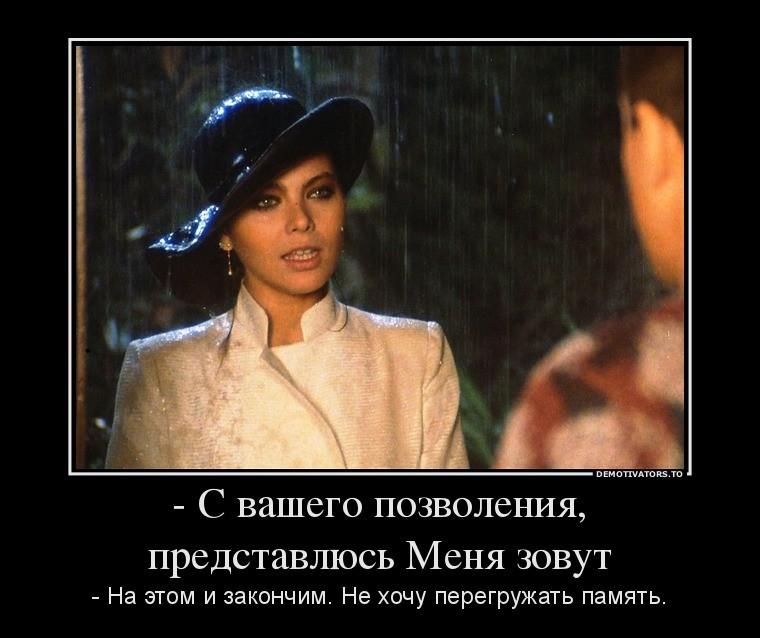 DEMOTIVATORS.TO
- С вашего позволения,
представлюсь Меня зовут
- На этом и закончим. Не хочу перегружать память.